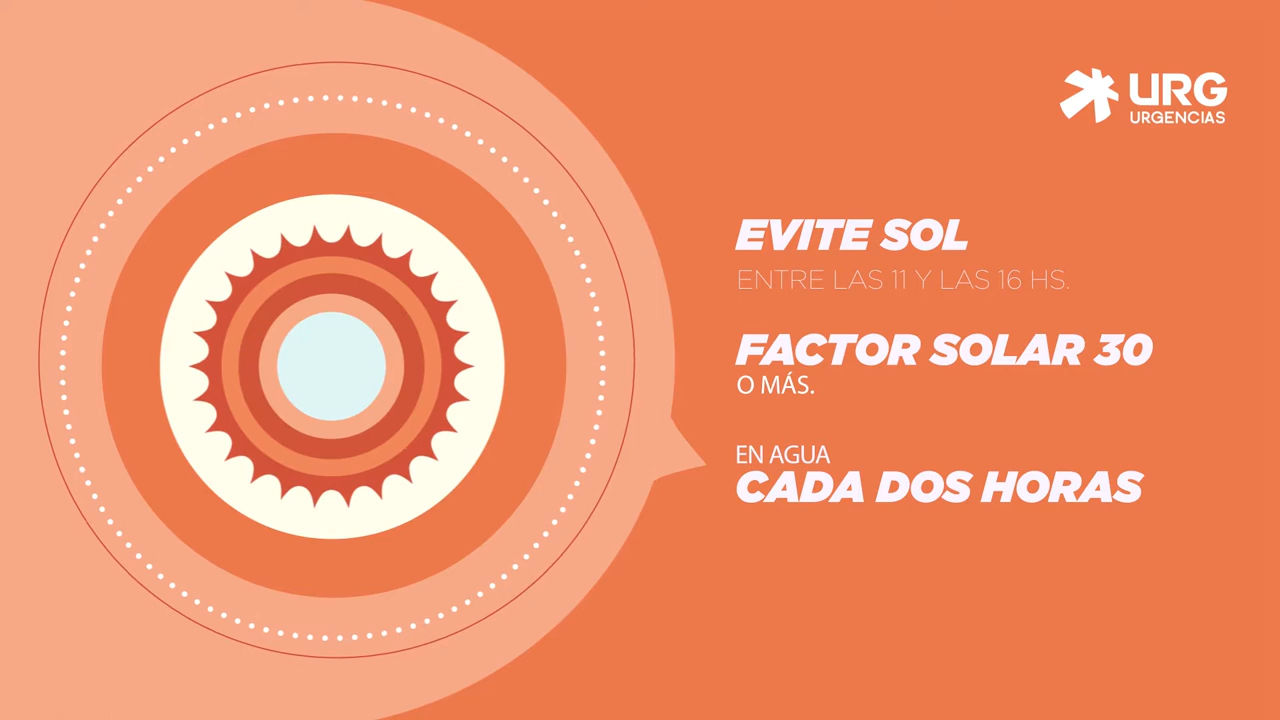 URG
URGENCIAS
EVITE SOL
ENTRE LAS 11 Y LAS 16 HS.
FACTOR SOLAR 30
O MÁS.
EN AGUA
CADA DOS HORAS